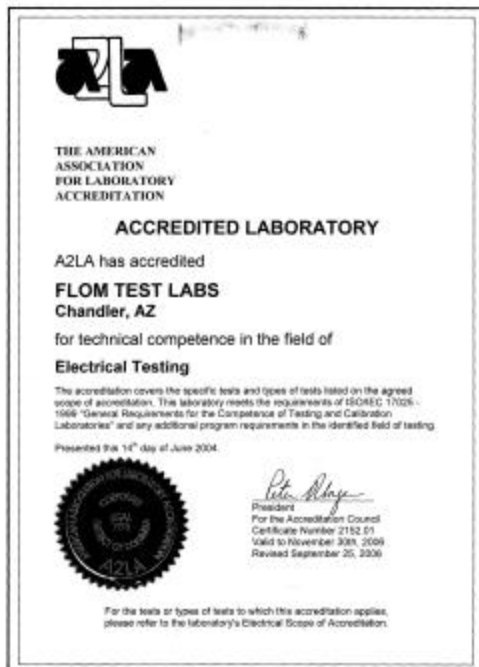 A2LA
THE AMERICAN
ASSOCIATION
FOR LABORATORY
ACCREDITATION
ACCREDITED LABORATORY
A2LA has accredited
FLOM TEST LABS
Chandler, AZ
for technical competence in the field of
Electrical Testing
The accreditation covers the specific tests and types of tests listed on the agreed
scope of accreditation. This laboratory meets the requirements of ISO/IEC 17025 -
1999 "General Requirements for the Competence of Testing and Calibration
Laboratories" and any additional program requirements in the identified field of testing.
Presented this 14th day of June 2004.
President
For the Accreditation Council
Certificate Number 2152.01
Valid to November 30th, 2006
Revised September 25, 2006
A2LA
For the tests or types of tests to which this accreditation applies,
please refer to the laboratory's Electrical Scope of Accreditation.